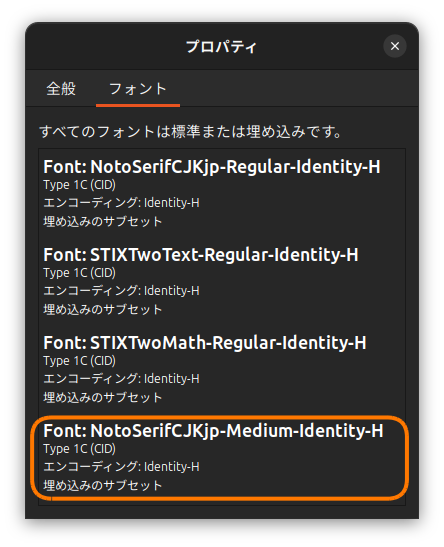 プロパティ
全般 フォント
すべてのフォントは標準または埋め込みです。
Font: NotoSerifCJKjp-Regular-Identity-H
Type 1C (CID)
エンコーディング: Identity-H
埋め込みのサブセット
Font: STIXTwoText-Regular-Identity-H
Type 1C (CID)
エンコーディング: Identity-H
埋め込みのサブセット
Font: STIXTwoMath-Regular-Identity-H
Type 1C (CID)
エンコーディング: Identity-H
埋め込みのサブセット
Font: NotoSerifCJKjp-Medium-Identity-H
Type 1C (CID)
エンコーディング: Identity-H
埋め込みのサブセット